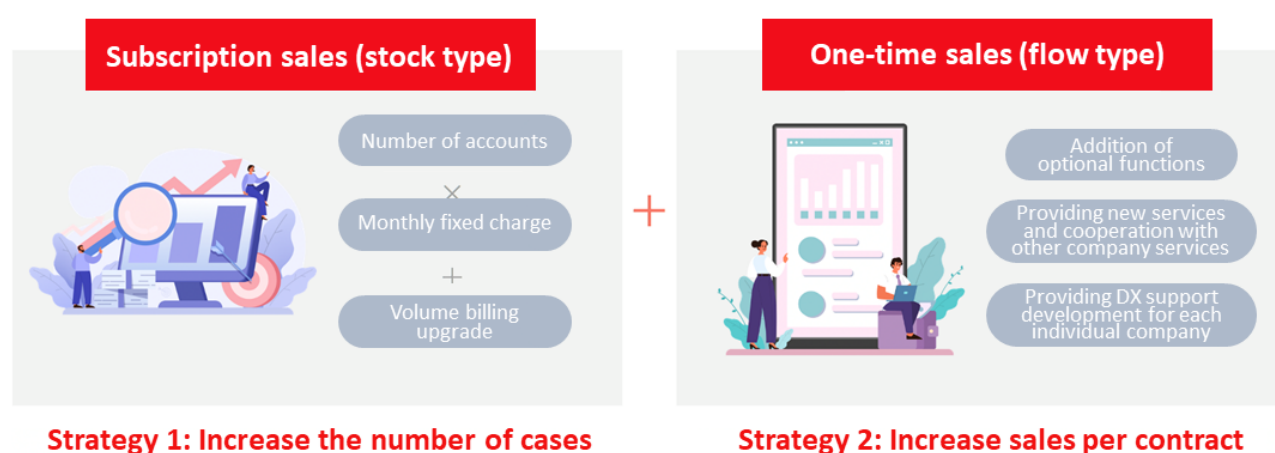 Subscription sales (stock type)
Number of accounts
×
Monthly fixed charge
+
Volume billing
upgrade
Strategy 1: Increase the number of cases
+
One-time sales (flow type)
Addition of
optional functions
Providing new services
and cooperation with
other company services
Providing DX support
development for each
individual company
Strategy 2: Increase sales per contract